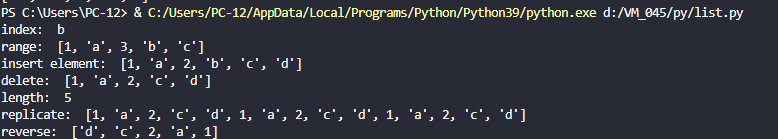 PS C:\Users\PC-12> & C:/Users/PC-12/AppData/Local/Programs/Python/Python39/python.exe d:/VM_045/py/list.py
index:  b
range:  [1, 'a', 3, 'b', 'c']
insert element:  [1, 'a', 2, 'b', 'c', 'd']
delete:  [1, 'a', 2, 'c', 'd']
length:  5
replicate:  [1, 'a', 2, 'c', 'd', 1, 'a', 2, 'c', 'd', 1, 'a', 2, 'c', 'd']
reverse:  ['d', 'c', 2, 'a', 1]